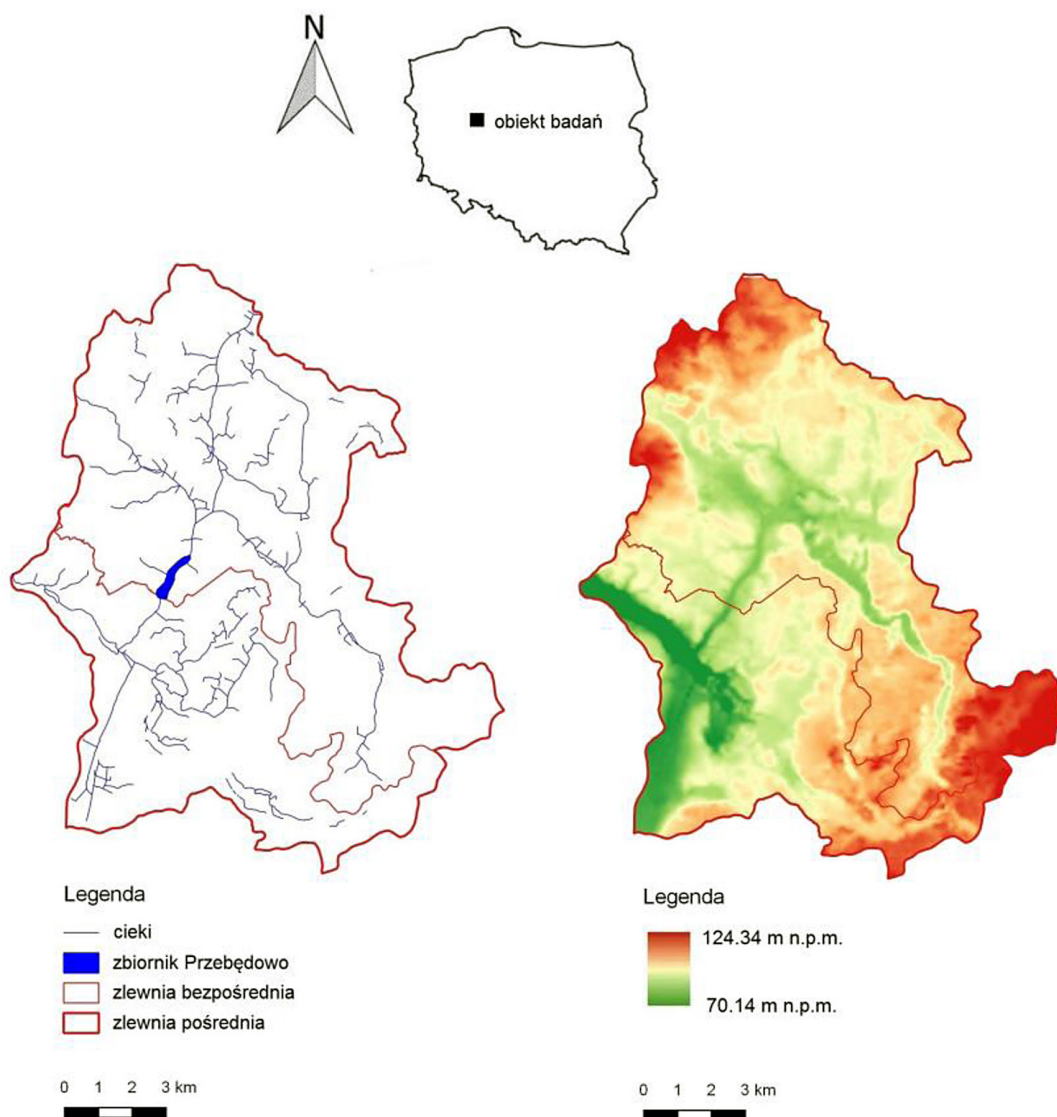 N
obiekt badań
Legenda
cieki
zbiornik Przebędowo
zlewnia bezpośrednia
zlewnia pośrednia
0 1 2 3 km
Legenda
124.34 m n.p.m.
70.14 m n.p.m.
0 1 2 3 km